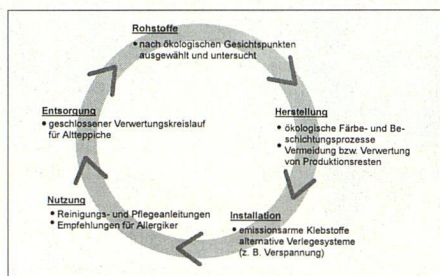 Rohstoffe
• nach ökologischen Gesichtspunkten
ausgewählt und untersucht
Herstellung
• ökologische Färbe- und Be-
schichtungsprozesse
• Vermeidung bzw. Verwertung
von Produktionsresten
Installation
• emissionsarme Klebstoffe
alternative Verlegesysteme
(z. B. Verspannung)
Nutzung
• Reinigungs- und Pflegeanleitungen
• Empfehlungen für Allergiker
Entsorgung
• geschlossener Verwertungskreislauf
für Altteppiche